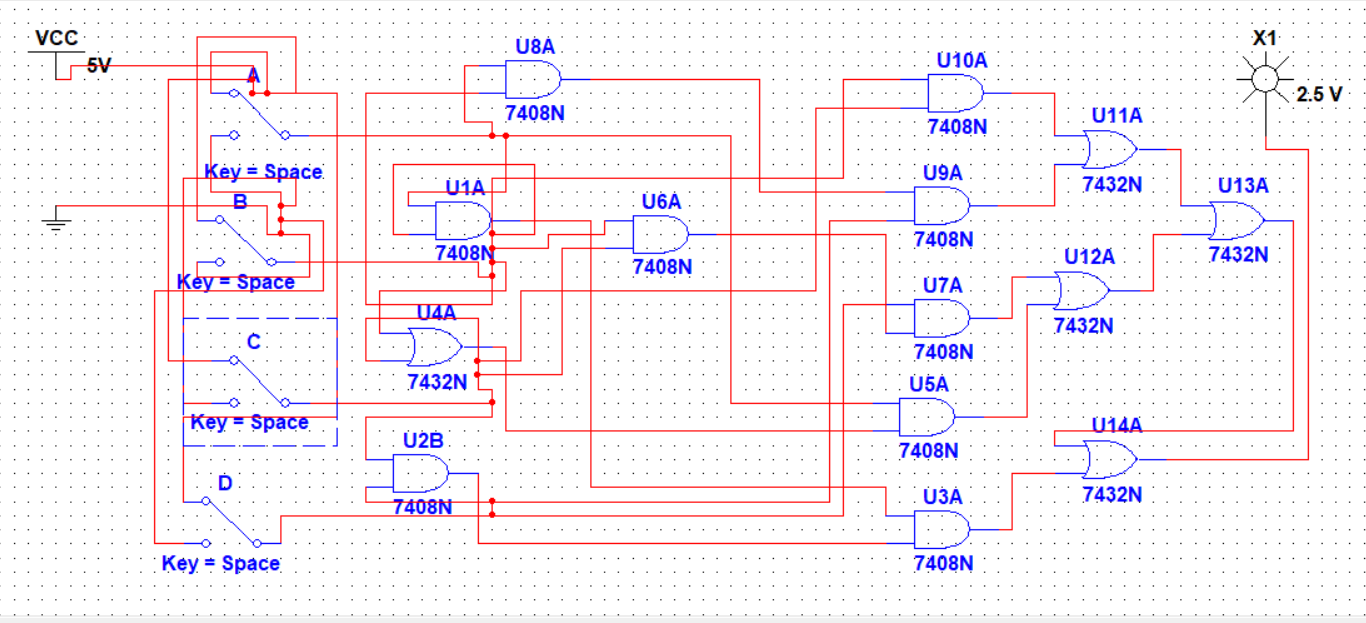 VCC
5V
A
Key = Space
B
Key = Space
C
Key = Space
D
Key = Space
U8A
7408N
U1A
7408N
U6A
7408N
U4A
7432N
U2B
7408N
U10A
7408N
U9A
7408N
U7A
7408N
U5A
7408N
U3A
7408N
U11A
7432N
U12A
7432N
U13A
7432N
U14A
7432N
X1
2.5 V